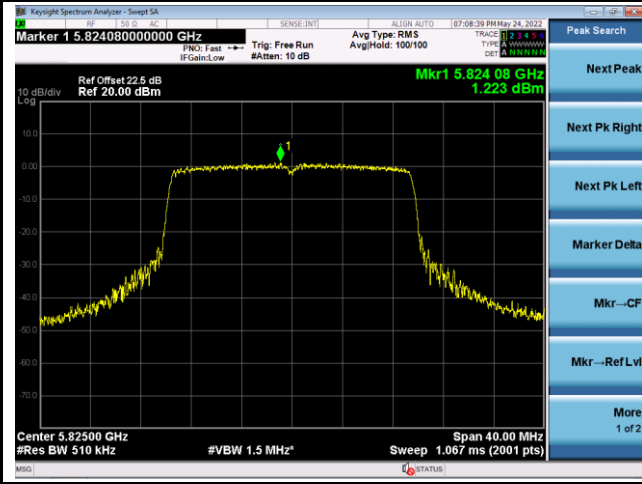 Keysight Spectrum Analyzer - Swept SA
RF 50 Ω AC SENSE:INT ALIGN AUTO 07:08:39 PM May 24, 2022
Marker 1 5.824080000000 GHz
PNO: Fast
IFGain:Low
Trig: Free Run
#Atten: 10 dB
Avg Type: RMS
Avg|Hold: 100/100
TRACE 1 2 3 4 5 6
TYPE A WWWWW
DET A N N N N N
Peak Search
Ref Offset 22.5 dB
10 dB/div Ref 20.00 dBm
Log
Mkr1 5.824 08 GHz
1.223 dBm
1
10.0
0.00
-10.0
-20.0
-30.0
-40.0
-50.0
-60.0
-70.0
Center 5.82500 GHz Span 40.00 MHz
#Res BW 510 kHz #VBW 1.5 MHz* Sweep 1.067 ms (2001 pts)
MSG STATUS
Next Peak
Next Pk Right
Next Pk Left
Marker Delta
Mkr→CF
Mkr→Ref Lvl
More
1 of 2